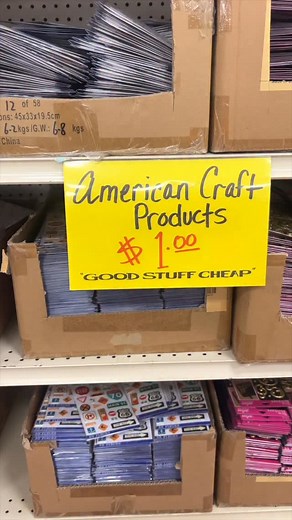 12 of 58
ons: 45x33x19.5cm
6.2kgs/G.W.: 6.8 kgs
China
American Craft
Products
$1.00
"GOOD STUFF CHEAP"